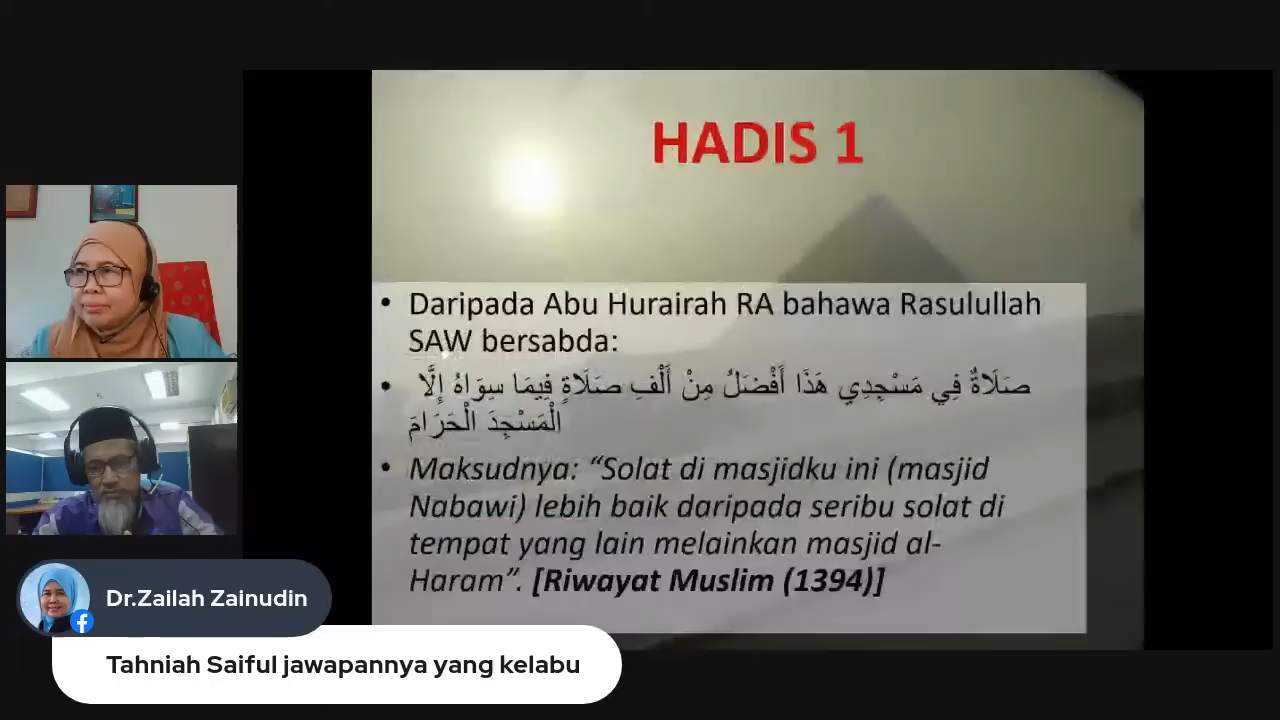 HADIS 1
• Daripada Abu Hurairah RA bahawa Rasulullah
SAW bersabda:
• صَلَاةٌ فِي مَسْجِدِي هَذَا أَفْضَلُ مِنْ أَلْفِ صَلَاةٍ فِيمَا سِوَاهُ إِلَّا
الْمَسْجِدَ الْحَرَامَ
• Maksudnya: “Solat di masjidku ini (masjid
Nabawi) lebih baik daripada seribu solat di
tempat yang lain melainkan masjid al-
Haram”. [Riwayat Muslim (1394)]
Dr.Zailah Zainudin
Tahniah Saiful jawapannya yang kelabu